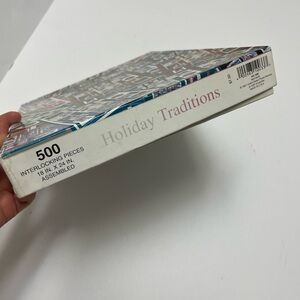 500
INTERLOCKING PIECES
18 IN. X 24 IN.
ASSEMBLED
Holiday Traditions